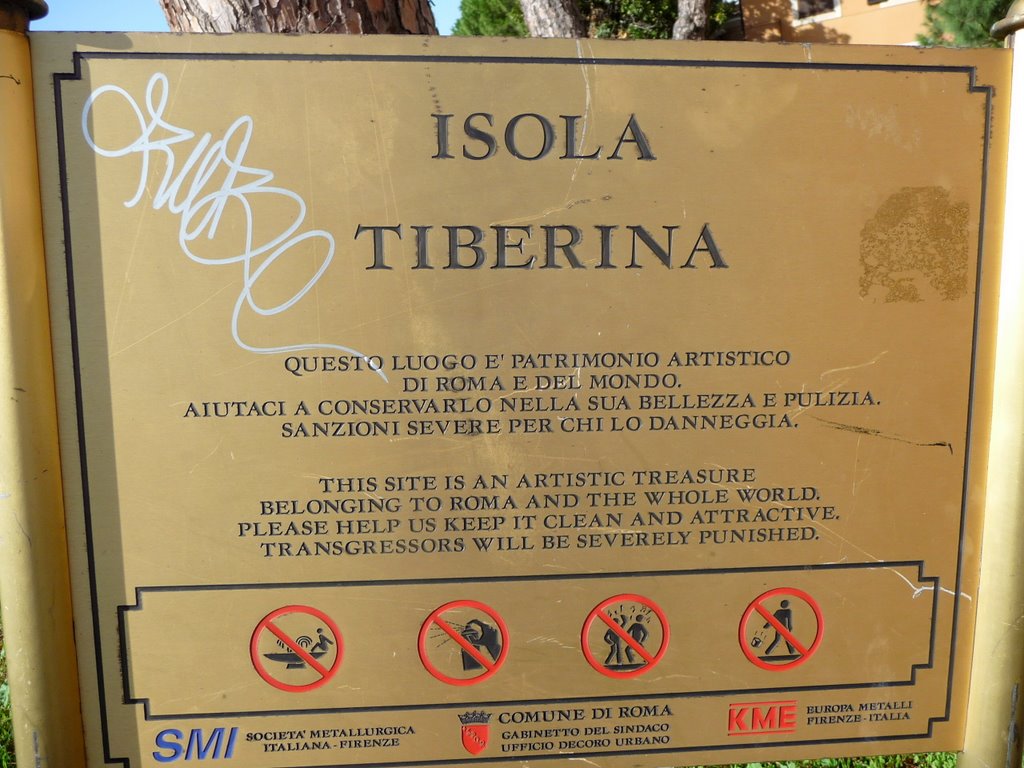 ISOLA
TIBERINA
QUESTO LUOGO E' PATRIMONIO ARTISTICO
DI ROMA E DEL MONDO.
AIUTACI A CONSERVARLO NELLA SUA BELLEZZA E PULIZIA.
SANZIONI SEVERE PER CHI LO DANNEGGIA.
THIS SITE IS AN ARTISTIC TREASURE
BELONGING TO ROMA AND THE WHOLE WORLD.
PLEASE HELP US KEEP IT CLEAN AND ATTRACTIVE.
TRANSGRESSORS WILL BE SEVERELY PUNISHED.
SMI
SOCIETA' METALLURGICA
ITALIANA - FIRENZE
COMUNE DI ROMA
GABINETTO DEL SINDACO
UFFICIO DECORO URBANO
KME
EUROPA METALLI
FIRENZE - ITALIA